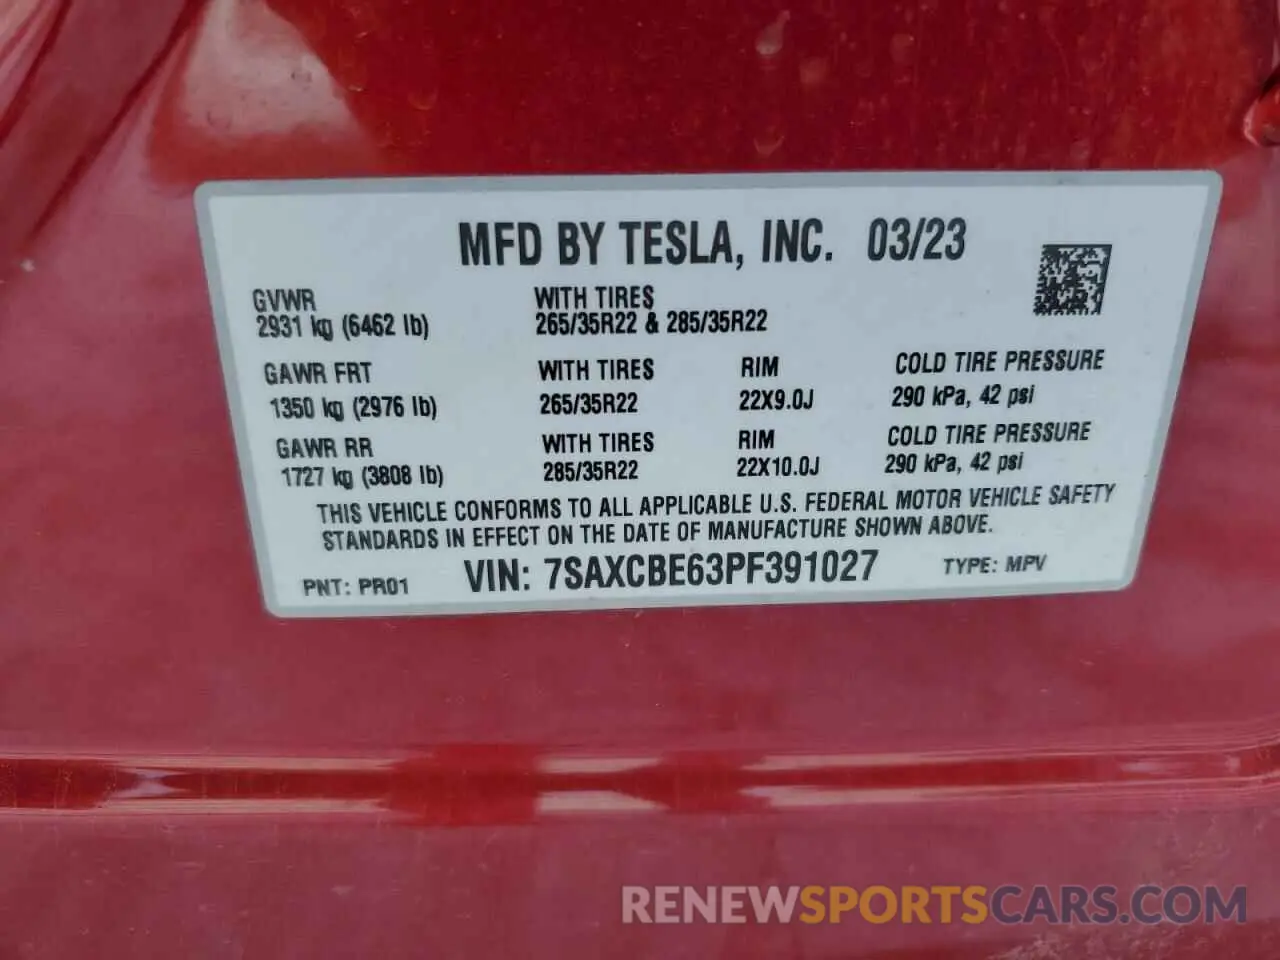 MFD BY TESLA, INC. 03/23
GVWR WITH TIRES
2931 kg (6462 lb) 265/35R22 & 285/35R22
GAWR FRT WITH TIRES RIM COLD TIRE PRESSURE
1350 kg (2976 lb) 265/35R22 22X9.0J 290 kPa, 42 psi
GAWR RR WITH TIRES RIM COLD TIRE PRESSURE
1727 kg (3808 lb) 285/35R22 22X10.0J 290 kPa, 42 psi
THIS VEHICLE CONFORMS TO ALL APPLICABLE U.S. FEDERAL MOTOR VEHICLE SAFETY
STANDARDS IN EFFECT ON THE DATE OF MANUFACTURE SHOWN ABOVE.
PNT: PR01 VIN: 7SAXCBE63PF391027 TYPE: MPV
RENEWSPORTSCARS.COM